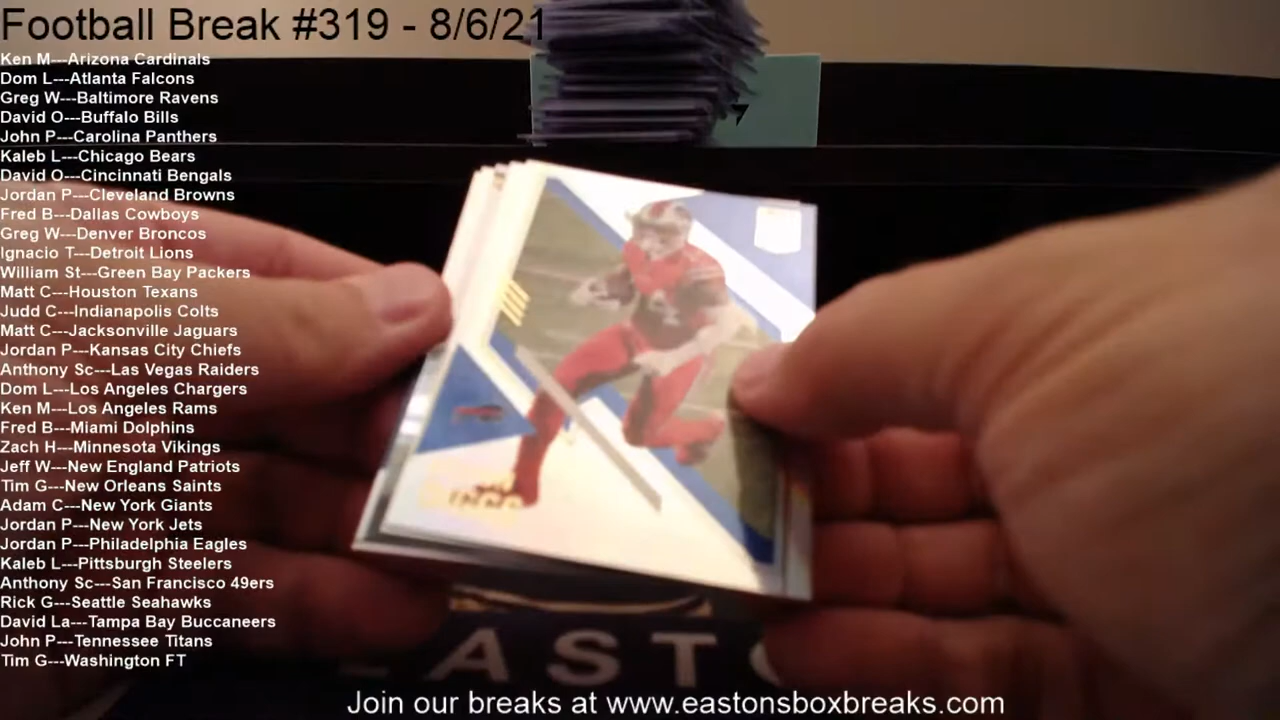 Football Break #319 - 8/6/21
Ken M---Arizona Cardinals
Dom L---Atlanta Falcons
Greg W---Baltimore Ravens
David O---Buffalo Bills
John P---Carolina Panthers
Kaleb L---Chicago Bears
David O---Cincinnati Bengals
Jordan P---Cleveland Browns
Fred B---Dallas Cowboys
Greg W---Denver Broncos
Ignacio T---Detroit Lions
William St---Green Bay Packers
Matt C---Houston Texans
Judd C---Indianapolis Colts
Matt C---Jacksonville Jaguars
Jordan P---Kansas City Chiefs
Anthony Sc---Las Vegas Raiders
Dom L---Los Angeles Chargers
Ken M---Los Angeles Rams
Fred B---Miami Dolphins
Zach H---Minnesota Vikings
Jeff W---New England Patriots
Tim G---New Orleans Saints
Adam C---New York Giants
Jordan P---New York Jets
Jordan P---Philadelphia Eagles
Kaleb L---Pittsburgh Steelers
Anthony Sc---San Francisco 49ers
Rick G---Seattle Seahawks
David La---Tampa Bay Buccaneers
John P---Tennessee Titans
Tim G---Washington FT
EASTO
Join our breaks at www.eastonsboxbreaks.com